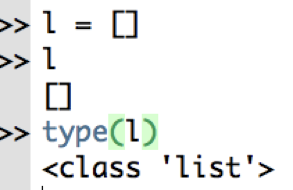 >> l = []
>> l
[]
>> type(l)
<class 'list'>